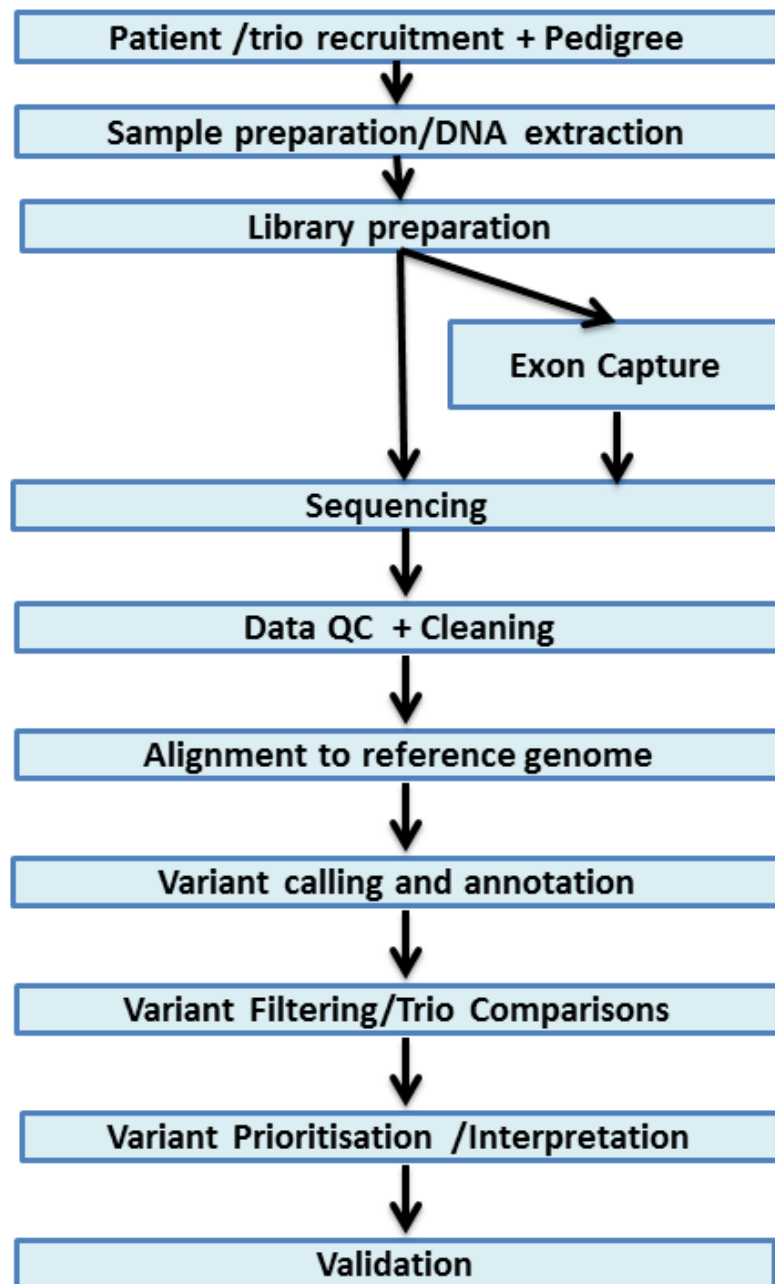 Patient /trio recruitment + Pedigree
Sample preparation/DNA extraction
Library preparation
Exon Capture
Sequencing
Data QC + Cleaning
Alignment to reference genome
Variant calling and annotation
Variant Filtering/Trio Comparisons
Variant Prioritisation /Interpretation
Validation